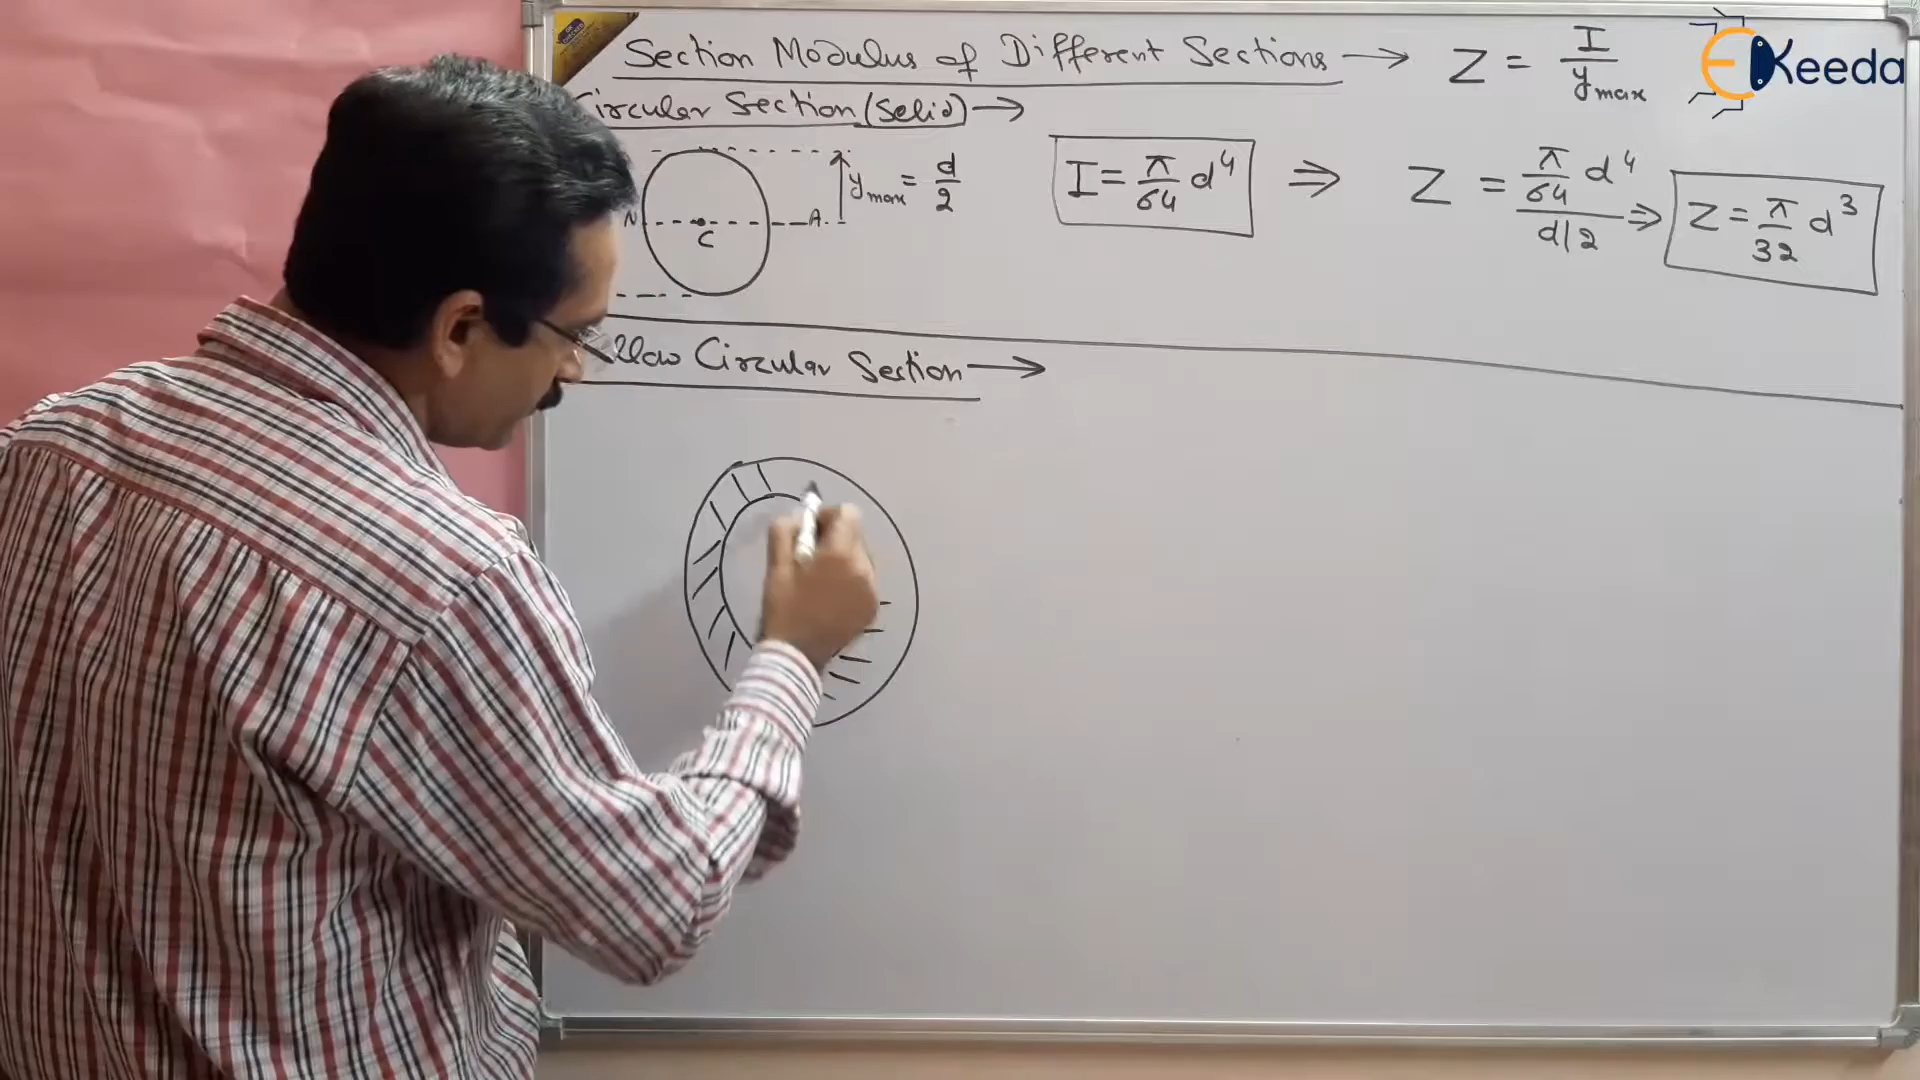 Section Modulus of Different Sections → Z = I / y max
EKeeda
Circular Section (Solid) →
y max = d / 2
I = π/64 d⁴ ⇒ Z = π/64 d⁴ / d/2 ⇒ Z = π/32 d³
N A
C
Circular Section →